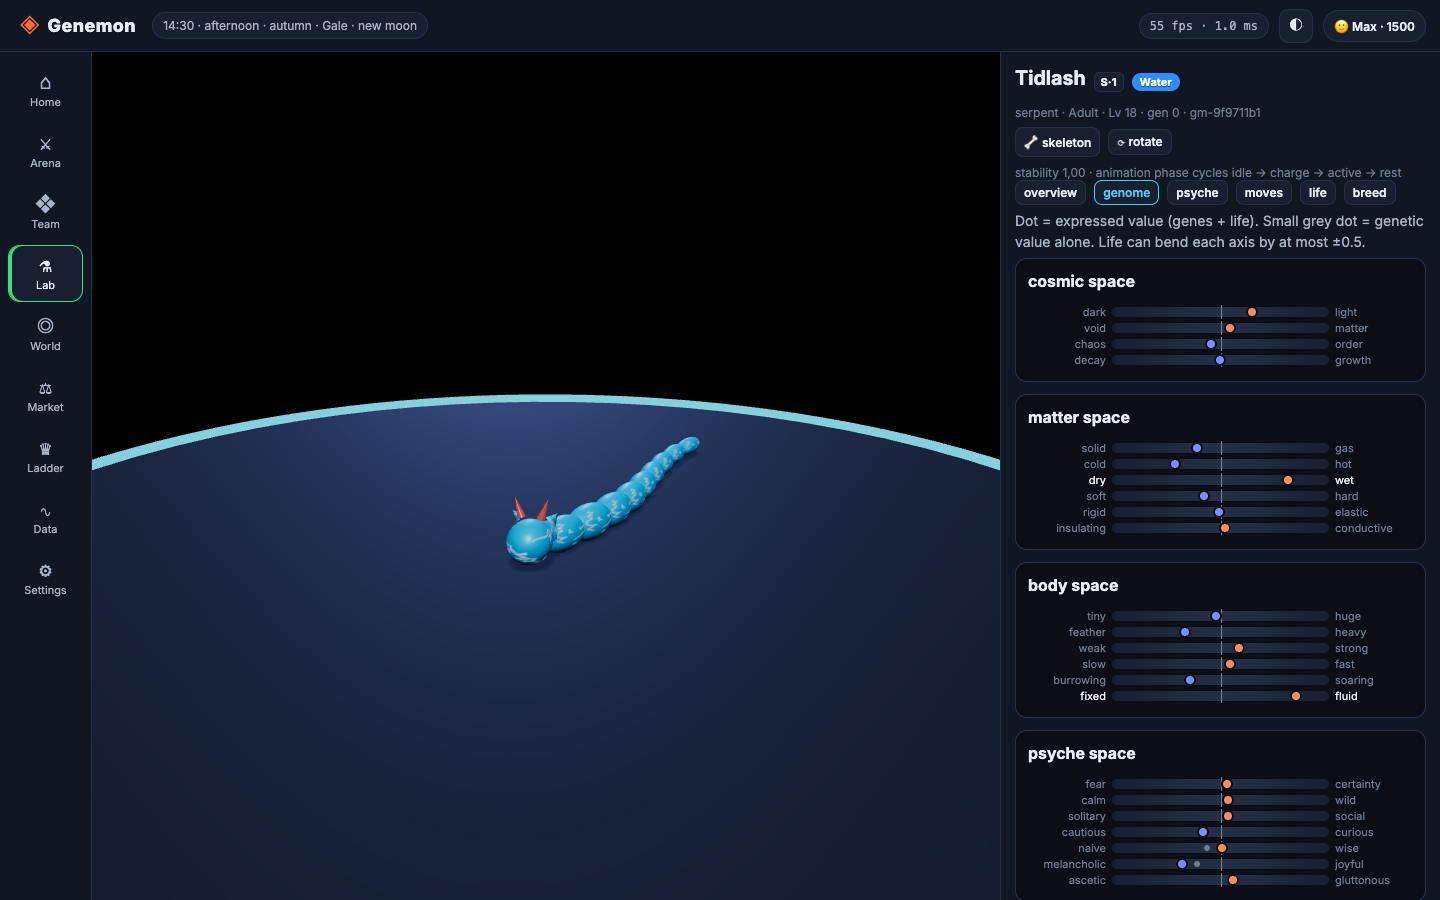 Genemon
14:30 · afternoon · autumn · Gale · new moon
55 fps · 1.0 ms
Max · 1500
Home
Arena
Team
Lab
World
Market
Ladder
Data
Settings
Tidlash S·1 Water
serpent · Adult · Lv 18 · gen 0 · gm-9f9711b1
skeleton rotate
stability 1,00 · animation phase cycles idle → charge → active → rest
overview genome psyche moves life breed
Dot = expressed value (genes + life). Small grey dot = genetic
value alone. Life can bend each axis by at most ±0.5.
cosmic space
dark light
void matter
chaos order
decay growth
matter space
solid gas
cold hot
dry wet
soft hard
rigid elastic
insulating conductive
body space
tiny huge
feather heavy
weak strong
slow fast
burrowing soaring
fixed fluid
psyche space
fear certainty
calm wild
solitary social
cautious curious
naive wise
melancholic joyful
ascetic gluttonous